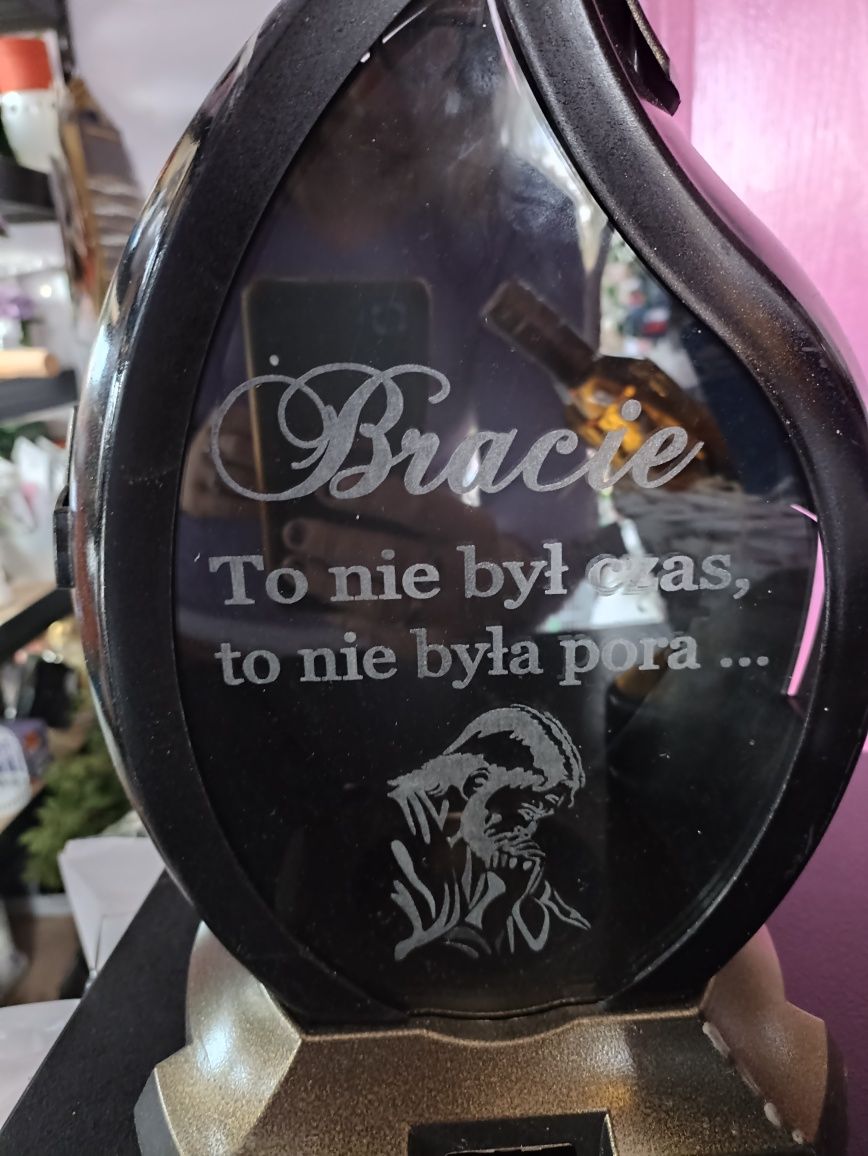 Bracie
To nie był czas,
to nie była pora ...